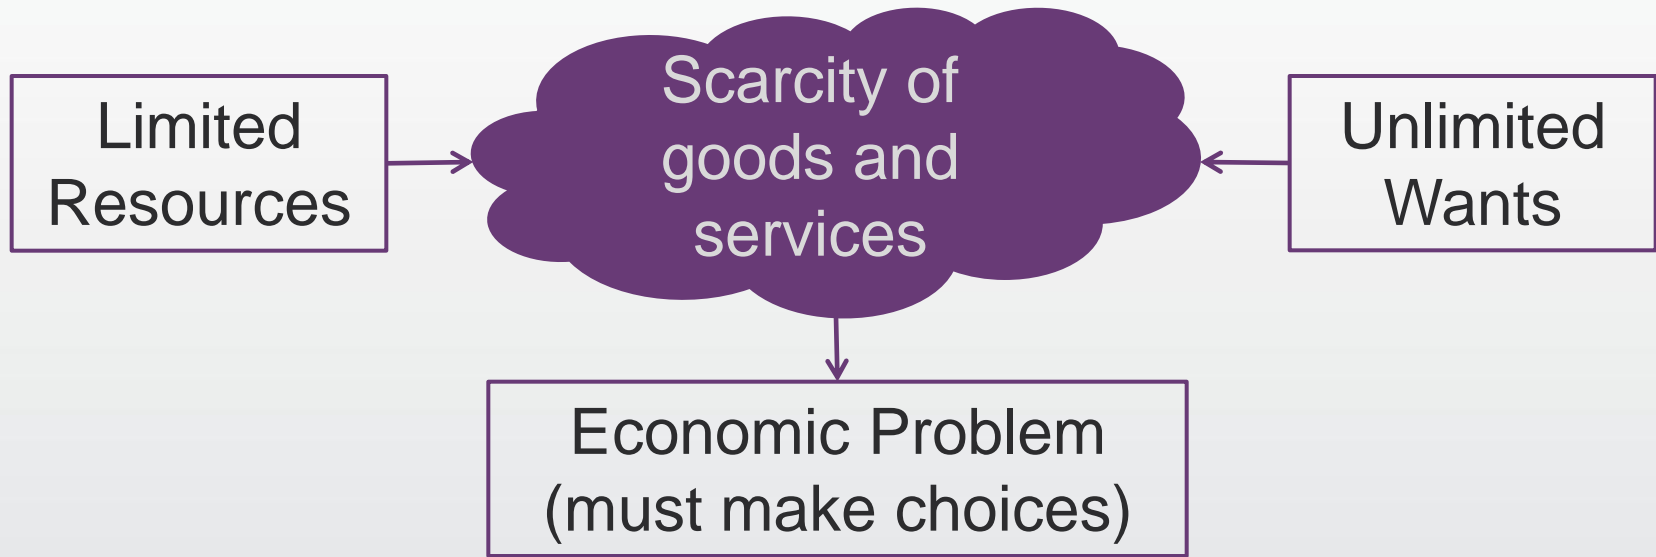 Limited
Resources
Scarcity of
goods and
services
Unlimited
Wants
Economic Problem
(must make choices)